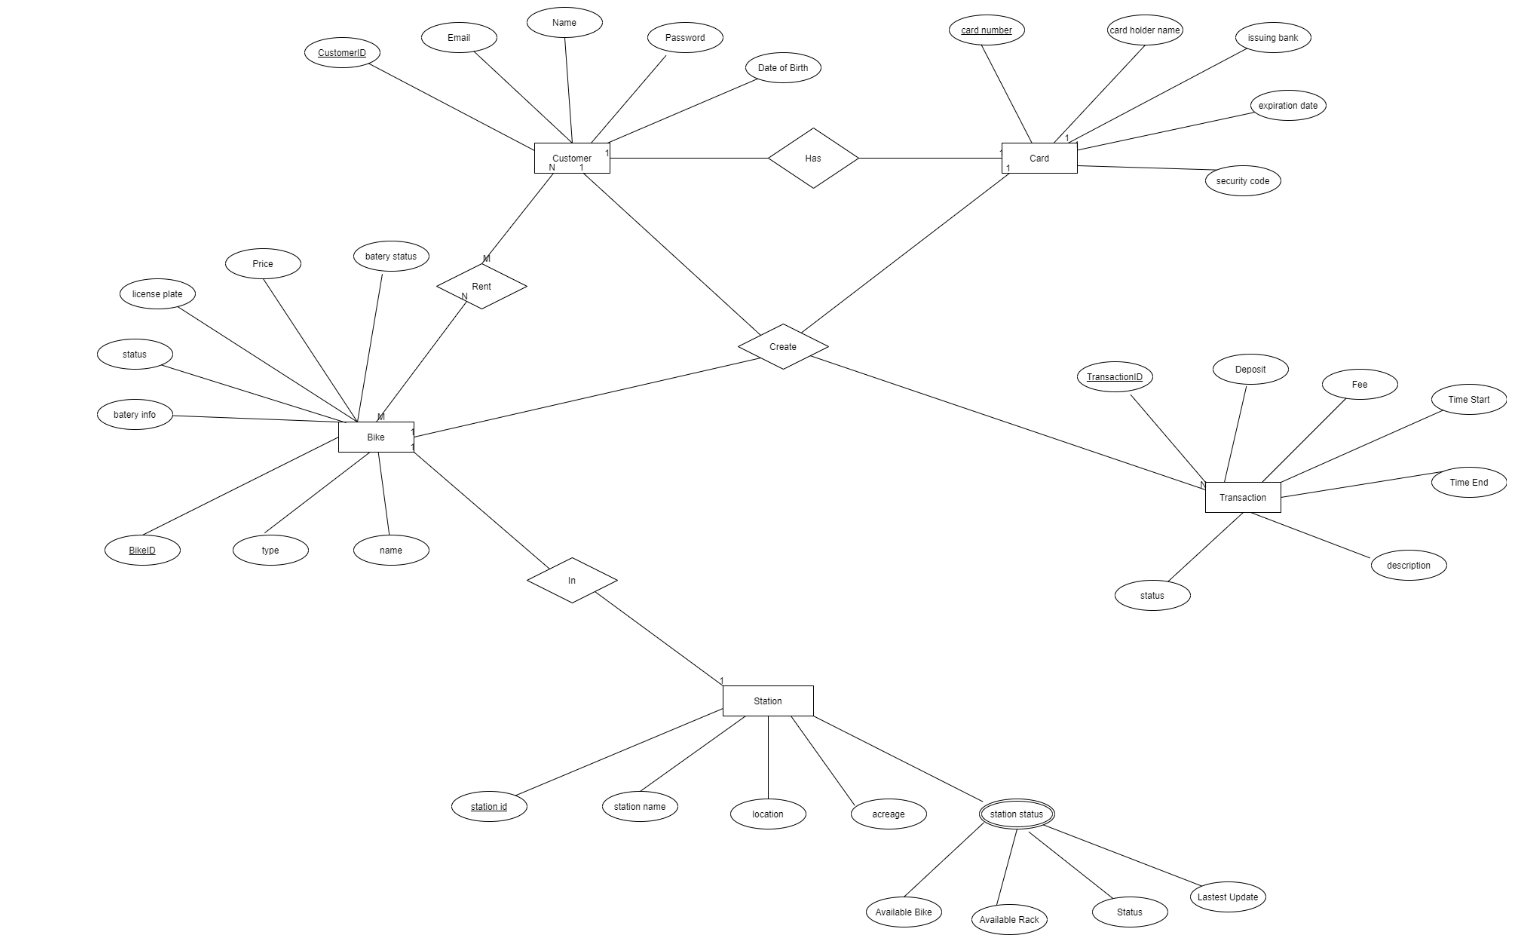 Name
card number
card holder name
Email
Password
issuing bank
CustomerID
Date of Birth
expiration date
1
1
1
Customer
Has
Card
N
1
1
security code
batery status
M
Price
Rent
license plate
N
Create
status
Deposit
TransactionID
Fee
Time Start
batery info
M
1
Bike
1
Time End
N
Transaction
BikeID
type
name
description
In
status
1
Station
station id
station name
location
acreage
station status
Lastest Update
Available Bike
Available Rack
Status